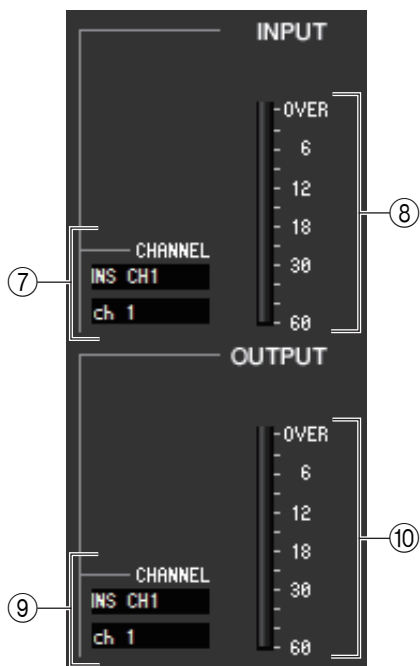 INPUT
OVER
6
12
18
30
60
⑧
CHANNEL
INS CH1
ch 1
⑦
OUTPUT
OVER
6
12
18
30
60
⑩
CHANNEL
INS CH1
ch 1
⑨